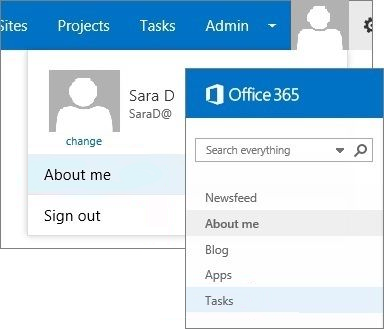 Sites Projects Tasks Admin
Sara D
SaraD@
change
About me
Sign out
Office 365
Search everything
Newsfeed
About me
Blog
Apps
Tasks